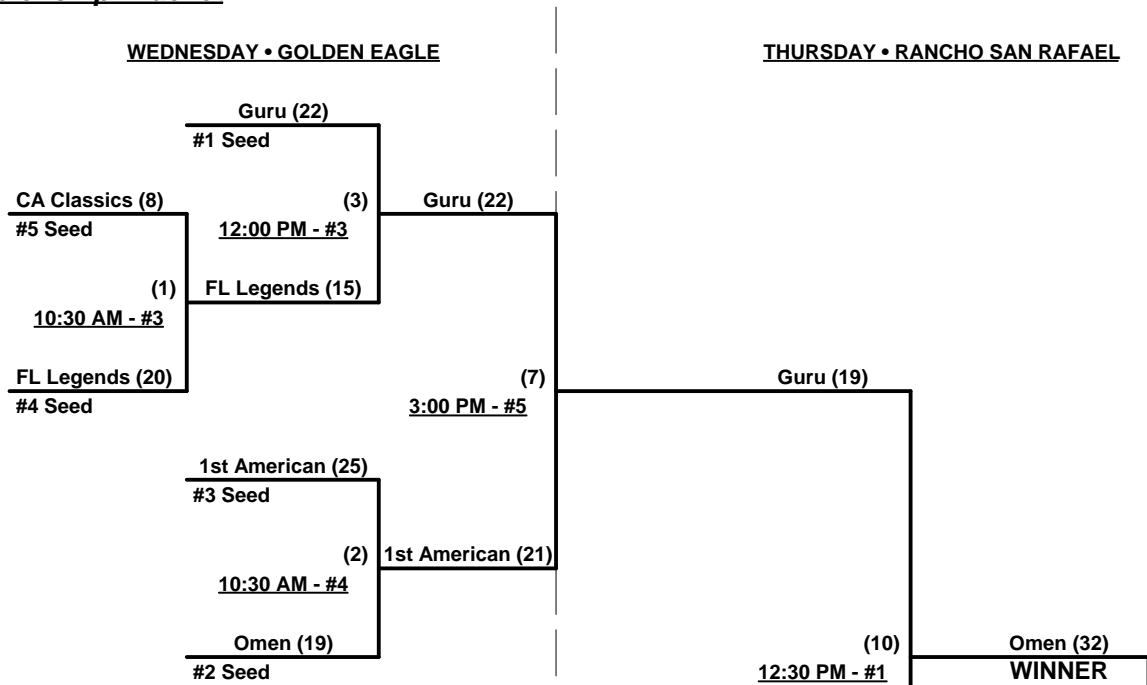 WEDNESDAY • GOLDEN EAGLE
THURSDAY • RANCHO SAN RAFAEL
Guru (22)
#1 Seed
CA Classics (8)
#5 Seed
(3)
12:00 PM - #3
Guru (22)
(1)
10:30 AM - #3
FL Legends (15)
FL Legends (20)
#4 Seed
(7)
3:00 PM - #5
Guru (19)
1st American (25)
#3 Seed
(2)
10:30 AM - #4
1st American (21)
Omen (19)
#2 Seed
(10)
12:30 PM - #1
Omen (32)
WINNER